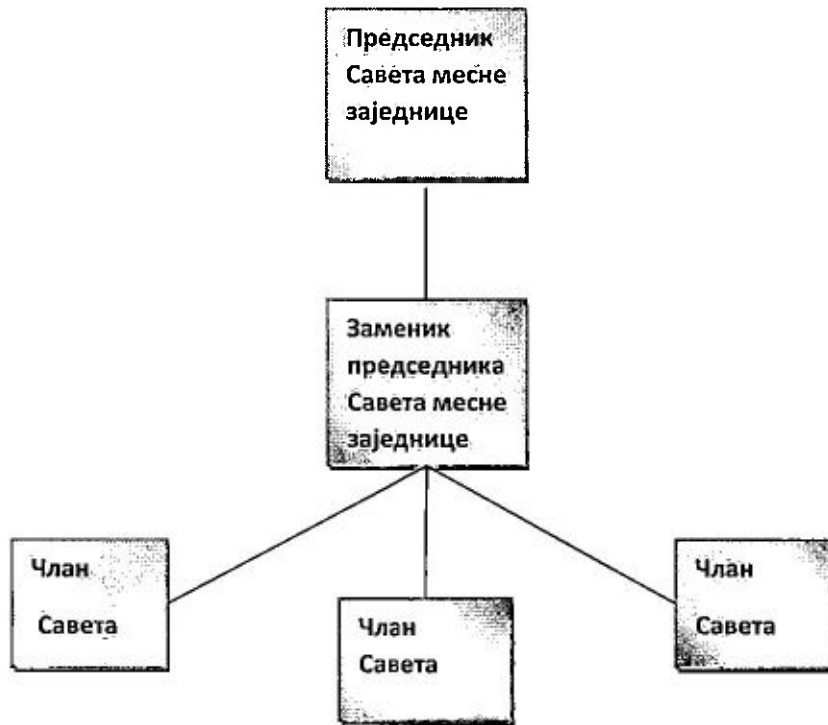 Председник
Савета месне
заједнице
Заменик
председника
Савета месне
заједнице
Члан
Савета
Члан
Савета
Члан
Савета